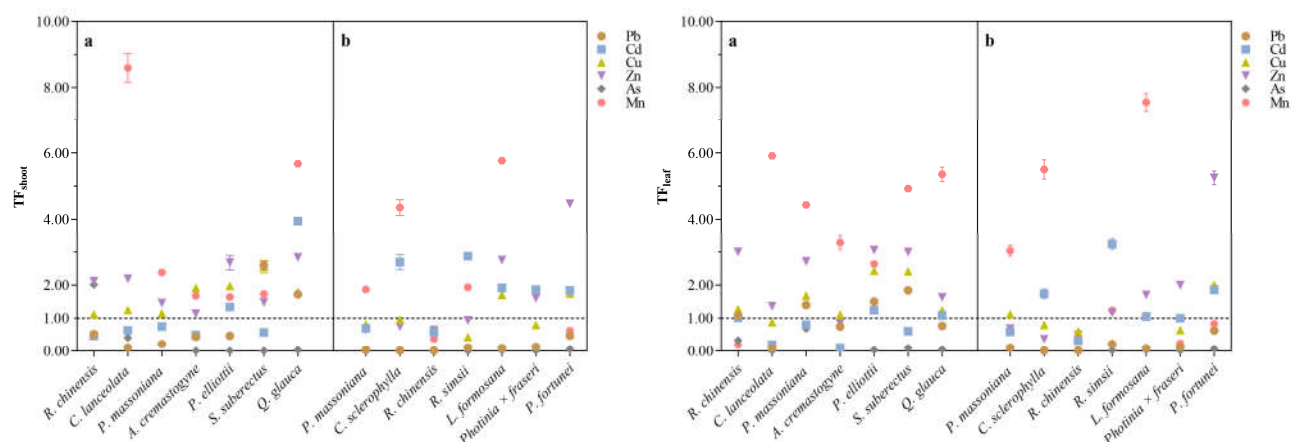 10.00
8.00
6.00
4.00
2.00
1.00
0.00
TFshoot
a
b
Pb
Cd
Cu
Zn
As
Mn
R. chinensis
C. lanceolata
P. massoniana
A. cremastogyne
P. elliottii
S. suberectus
Q. glauca
P. massoniana
C. sclerophylla
R. chinensis
R. simsii
L. formosana
Photinia × fraseri
P. fortunei
10.00
8.00
6.00
4.00
2.00
1.00
0.00
TFleaf
a
b
Pb
Cd
Cu
Zn
As
Mn
R. chinensis
C. lanceolata
P. massoniana
A. cremastogyne
P. elliottii
S. suberectus
Q. glauca
P. massoniana
C. sclerophylla
R. chinensis
R. simsii
L. formosana
Photinia × fraseri
P. fortunei